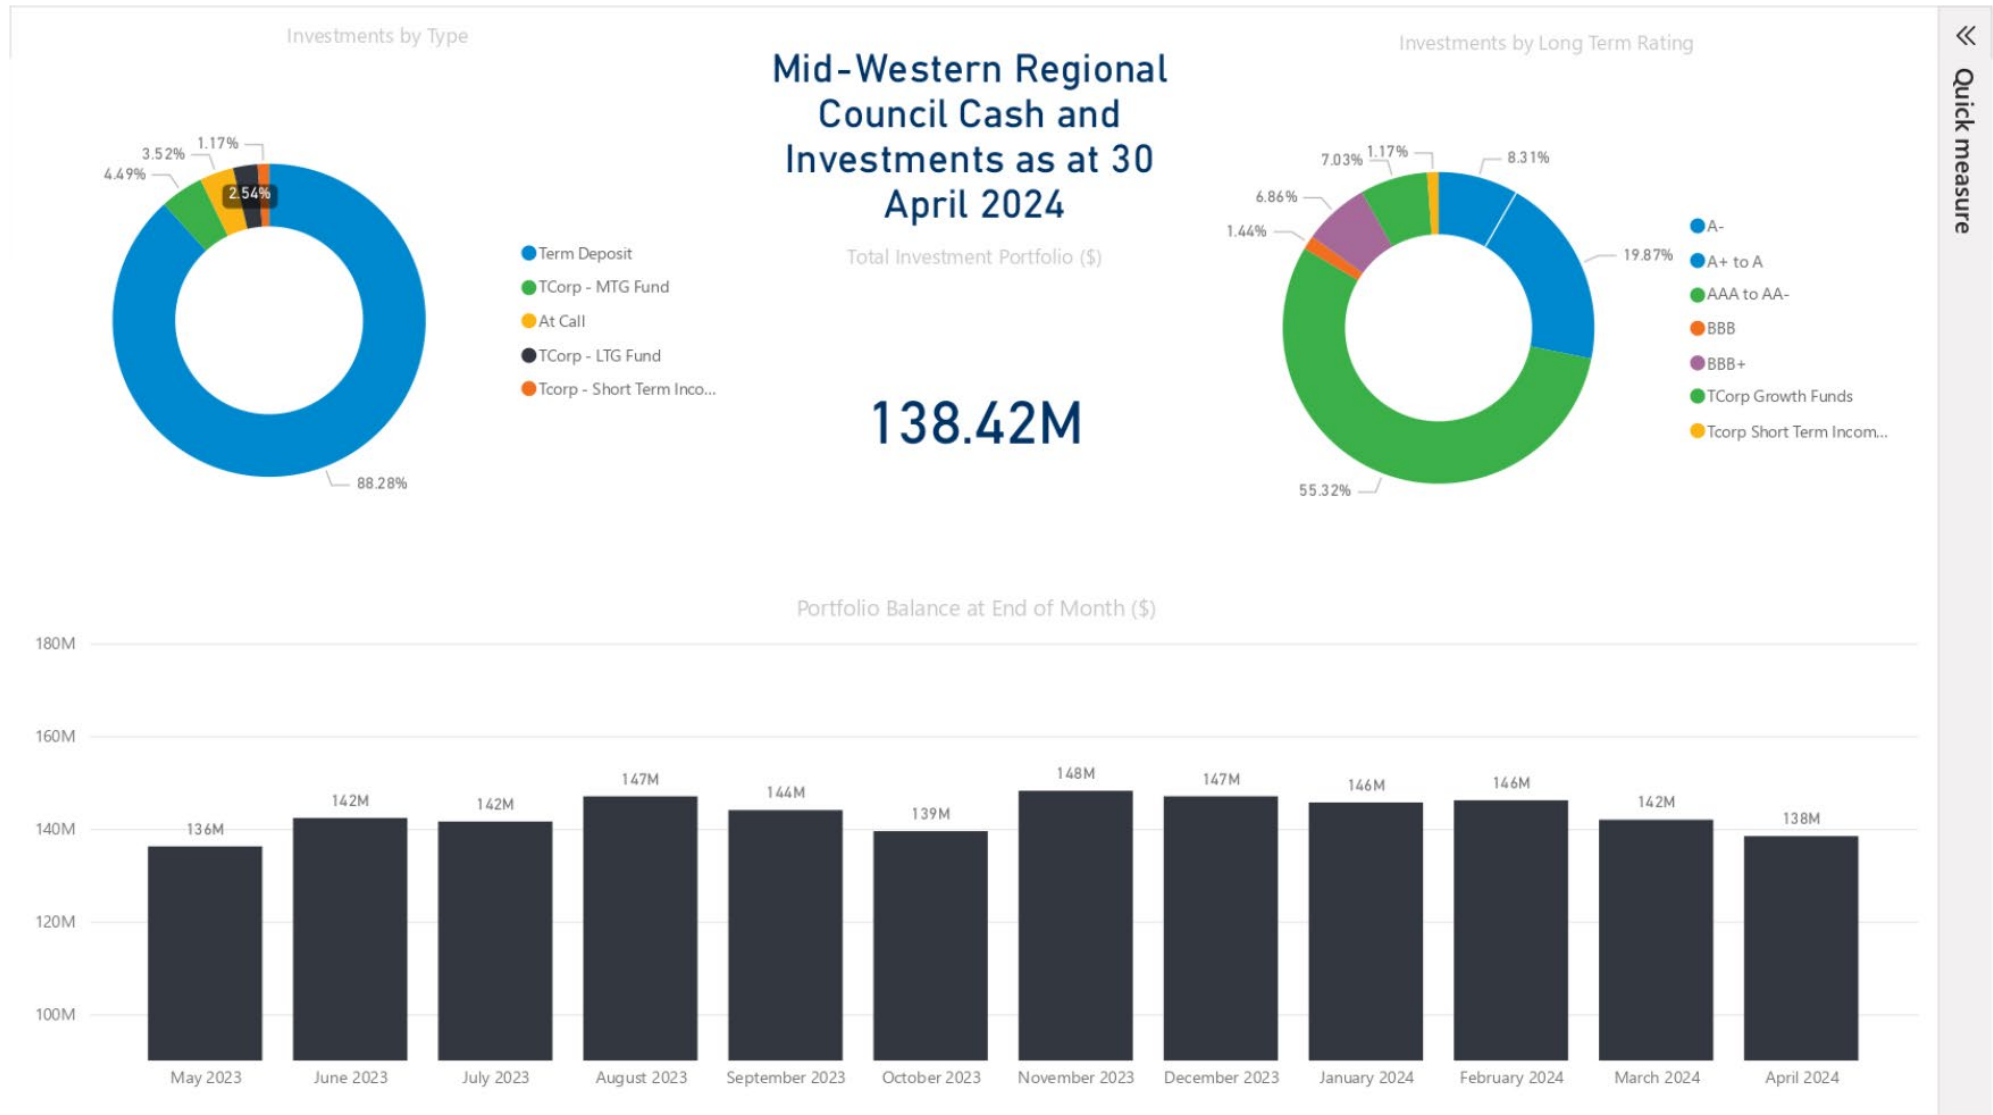 Investments by Type
1.17%
3.52%
4.49%
2.54%
88.28%
Term Deposit
TCorp - MTG Fund
At Call
TCorp - LTG Fund
Tcorp - Short Term Inco...
Mid-Western Regional
Council Cash and
Investments as at 30
April 2024
Total Investment Portfolio ($)
138.42M
Investments by Long Term Rating
1.17%
7.03%
8.31%
6.86%
1.44%
19.87%
55.32%
A-
A+ to A
AAA to AA-
BBB
BBB+
TCorp Growth Funds
Tcorp Short Term Incom...
Quick measure
Portfolio Balance at End of Month ($)
180M
160M
140M
120M
100M
136M
142M
142M
147M
144M
139M
148M
147M
146M
146M
142M
138M
May 2023
June 2023
July 2023
August 2023
September 2023
October 2023
November 2023
December 2023
January 2024
February 2024
March 2024
April 2024